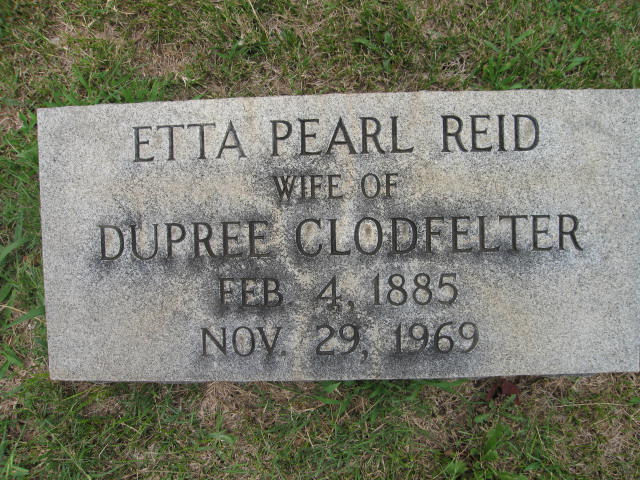 ETTA PEARL REID
WIFE OF
DUPREE CLODFELTER
FEB 4, 1885
NOV. 29, 1969